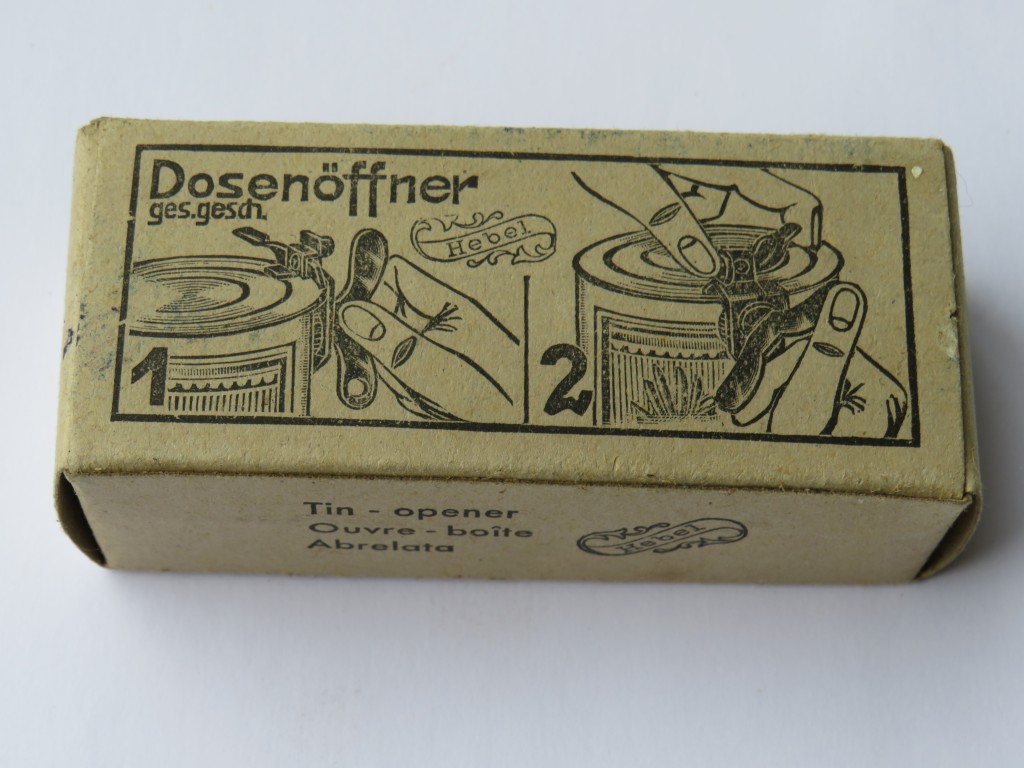 Dosenöffner
ges.gesch.
Hebel
1
2
Tin - opener
Ouvre - boîte
Abrelata
Hebel